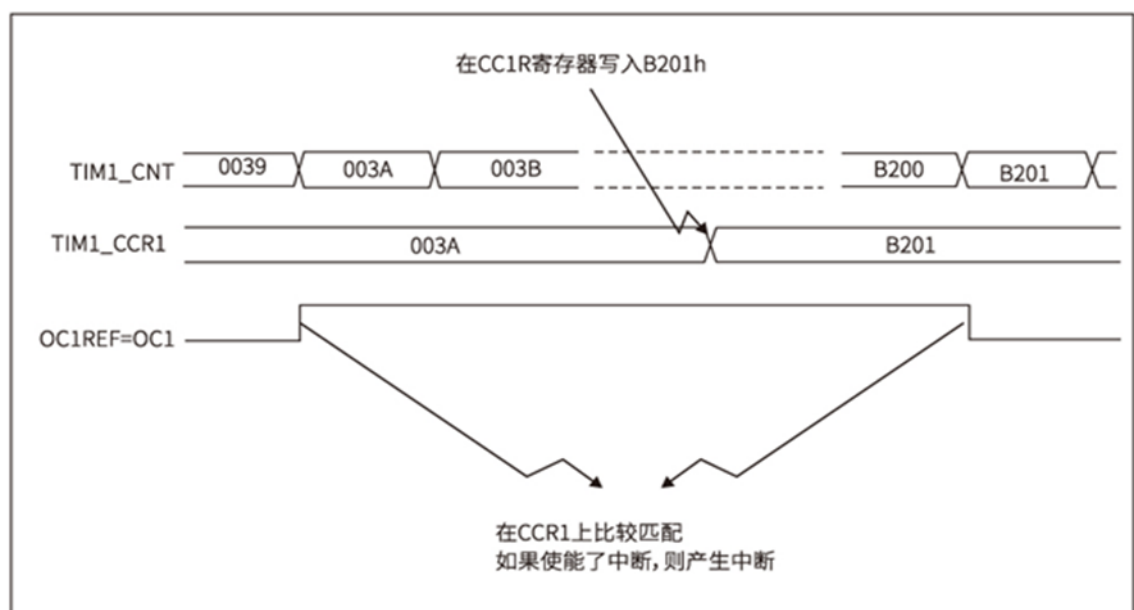 在CC1R寄存器写入B201h
TIM1_CNT 0039 003A 003B B200 B201
TIM1_CCR1 003A B201
OC1REF=OC1
在CCR1上比较匹配
如果使能了中断,则产生中断